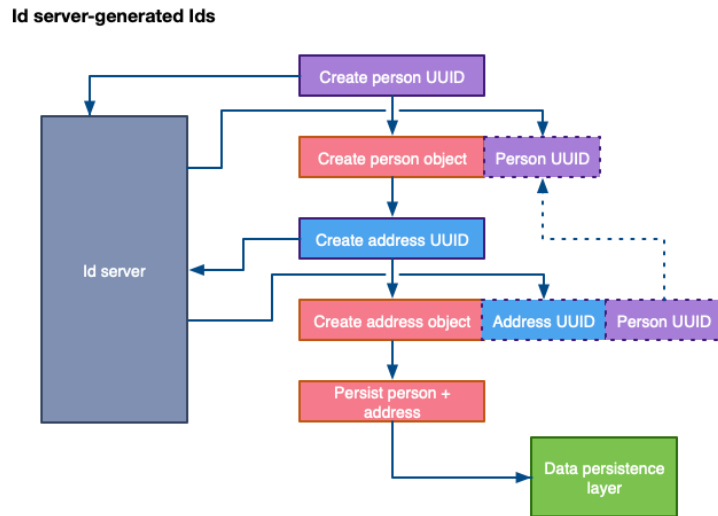 Id server-generated Ids
Create person UUID
Create person object
Person UUID
Create address UUID
Id server
Create address object
Address UUID
Person UUID
Persist person +
address
Data persistence
layer